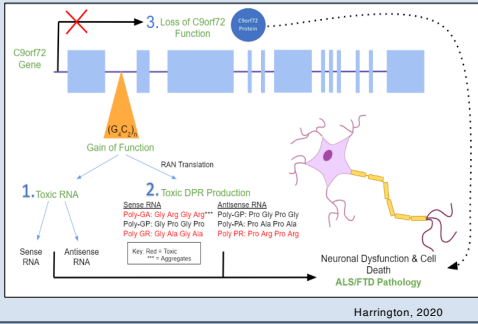 3. Loss of C9orf72
Function
C9orf72
Protein
C9orf72
Gene
(G4C2)n
Gain of Function
RAN Translation
1. Toxic RNA
2. Toxic DPR Production
Sense RNA
Poly-GA: Gly Arg Gly Arg***
Poly-GP: Gly Pro Gly Pro
Poly GR: Gly Ala Gly Ala
Antisense RNA
Poly-GP: Pro Gly Pro Gly
Poly-PA: Pro Ala Pro Ala
Poly PR: Pro Arg Pro Arg
Key: Red = Toxic
*** = Aggregates
Sense
RNA
Antisense
RNA
Neuronal Dysfunction & Cell
Death
ALS/FTD Pathology
Harrington, 2020